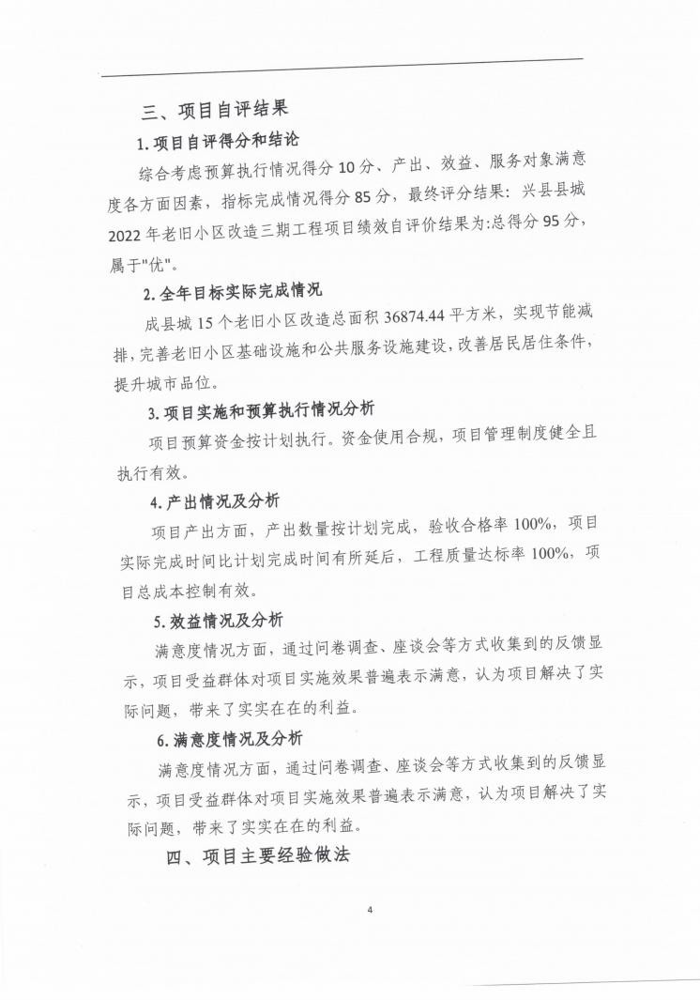 三、项目自评结果
1.项目自评得分和结论
综合考虑预算执行情况得分 10 分、产出、效益、服务对象满意
度各方面因素，指标完成情况得分 85 分，最终评分结果：兴县县城
2022 年老旧小区改造三期工程项目绩效自评价结果为:总得分 95 分，
属于"优"。
2.全年目标实际完成情况
成县城 15 个老旧小区改造总面积 36874.44 平方米，实现节能减
排，完善老旧小区基础设施和公共服务设施建设，改善居民居住条件，
提升城市品位。
3.项目实施和预算执行情况分析
项目预算资金按计划执行。资金使用合规，项目管理制度健全且
执行有效。
4.产出情况及分析
项目产出方面，产出数量按计划完成，验收合格率 100%，项目
实际完成时间比计划完成时间有所延后，工程质量达标率 100%，项
目总成本控制有效。
5.效益情况及分析
满意度情况方面，通过问卷调查、座谈会等方式收集到的反馈显
示，项目受益群体对项目实施效果普遍表示满意，认为项目解决了实
际问题，带来了实实在在的利益。
6.满意度情况及分析
满意度情况方面，通过问卷调查、座谈会等方式收集到的反馈显
示，项目受益群体对项目实施效果普遍表示满意，认为项目解决了实
际问题，带来了实实在在的利益。
四、项目主要经验做法
4